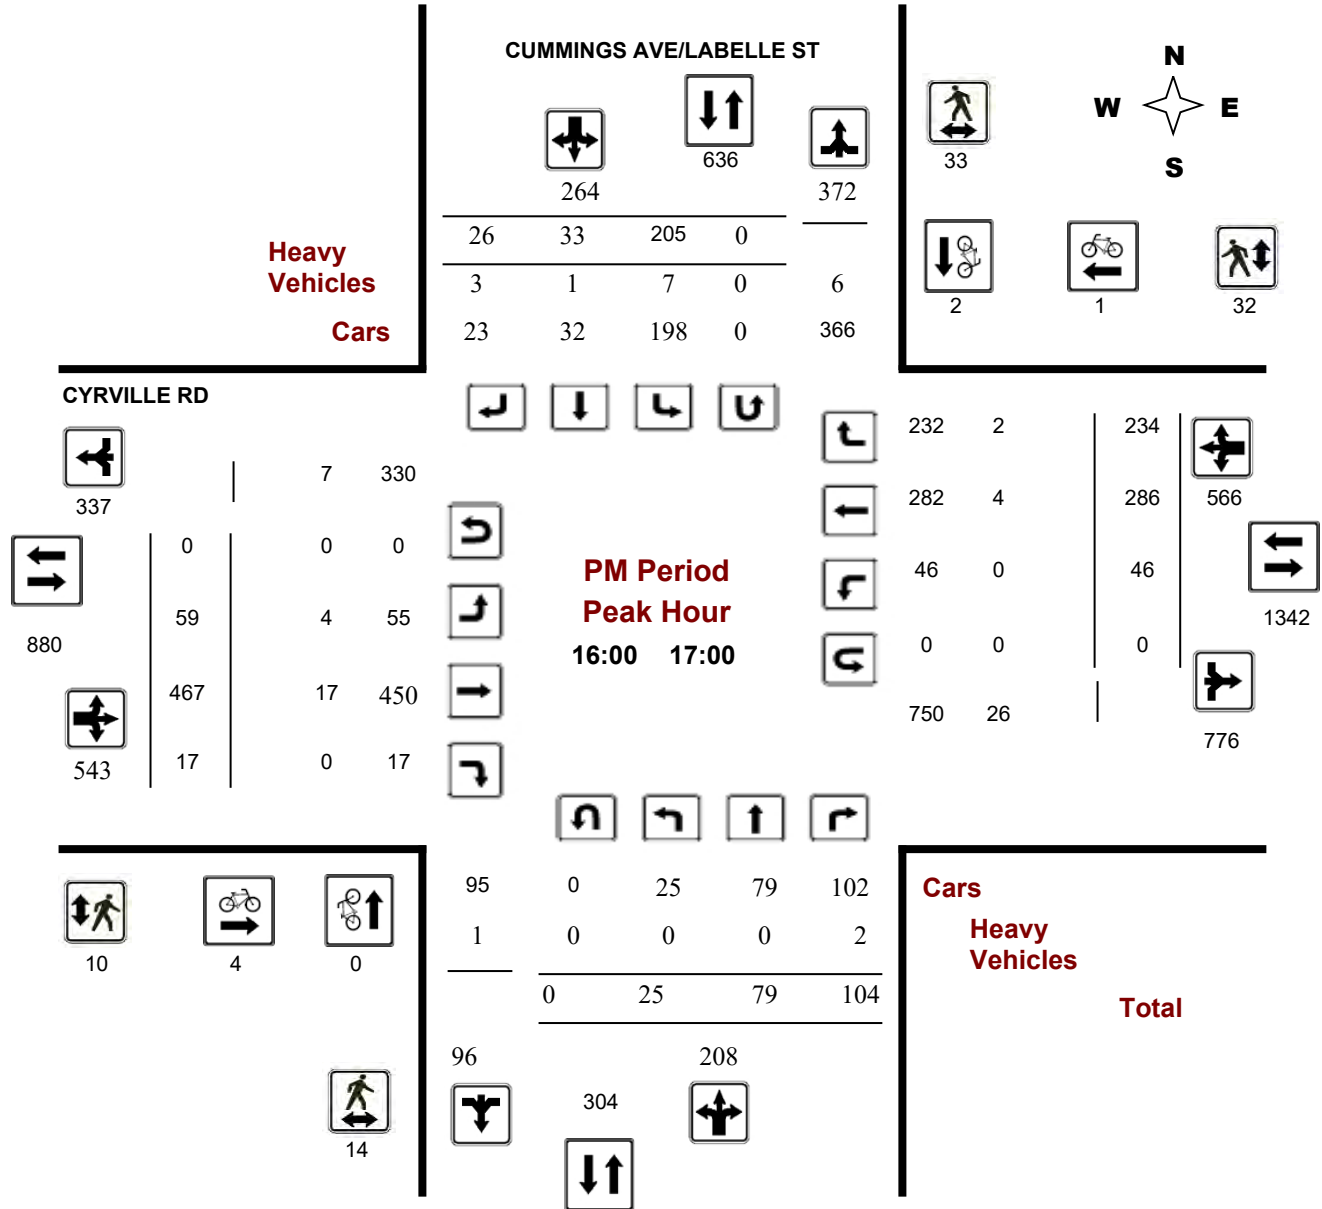 CUMMINGS AVE/LABELLE ST
N
W E
S
636
33
264 372
26 33 205 0
Heavy
Vehicles
3 1 7 0 6
2 1 32
Cars
23 32 198 0 366
CYRVILLE RD
232 2 234
7 330
337
282 4 286 566
0 0 0
PM Period
46 0 46
Peak Hour
59 4 55
1342
880
16:00 17:00
0 0 0
467 17 450
750 26
776
543
17 0 17
95 0 25 79 102
Cars
1 0 0 0 2
Heavy
Vehicles
10 4 0
0 25 79 104
Total
96 208
304
14